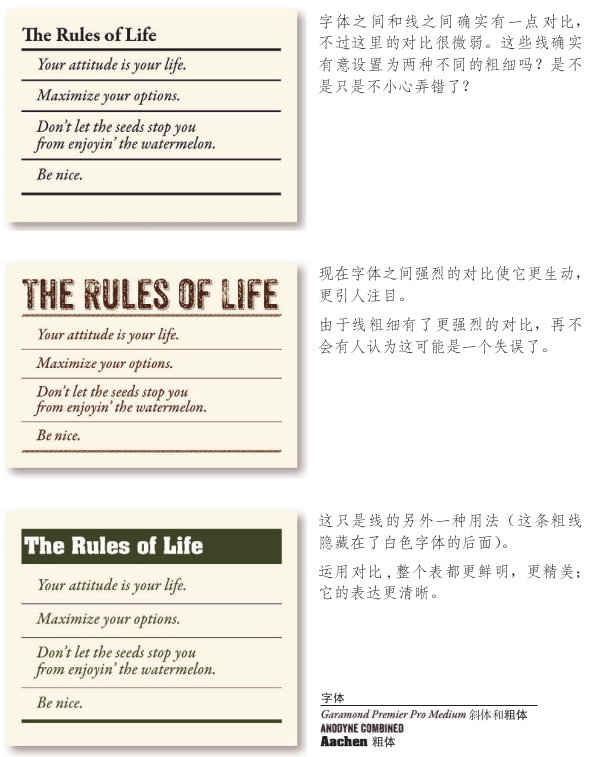 The Rules of Life
Your attitude is your life.
Maximize your options.
Don't let the seeds stop you
from enjoyin' the watermelon.
Be nice.
字体之间和线之间确实有一点对比，
不过这里的对比很微弱。这些线确实
有意设置为两种不同的粗细吗？是不
是只是不小心弄错了？
THE RULES OF LIFE
Your attitude is your life.
Maximize your options.
Don't let the seeds stop you
from enjoyin' the watermelon.
Be nice.
现在字体之间强烈的对比使它更生动，
更引人注目。
由于线粗细有了更强烈的对比，再不
会有人认为这可能是一个失误了。
The Rules of Life
Your attitude is your life.
Maximize your options.
Don't let the seeds stop you
from enjoyin' the watermelon.
Be nice.
这只是线的另外一种用法（这条粗线
隐藏在了白色字体的后面）。
运用对比，整个表都更鲜明，更精美；
它的表达更清晰。
字体
Garamond Premier Pro Medium 斜体和粗体
ANODYNE COMBINED
Aachen 粗体